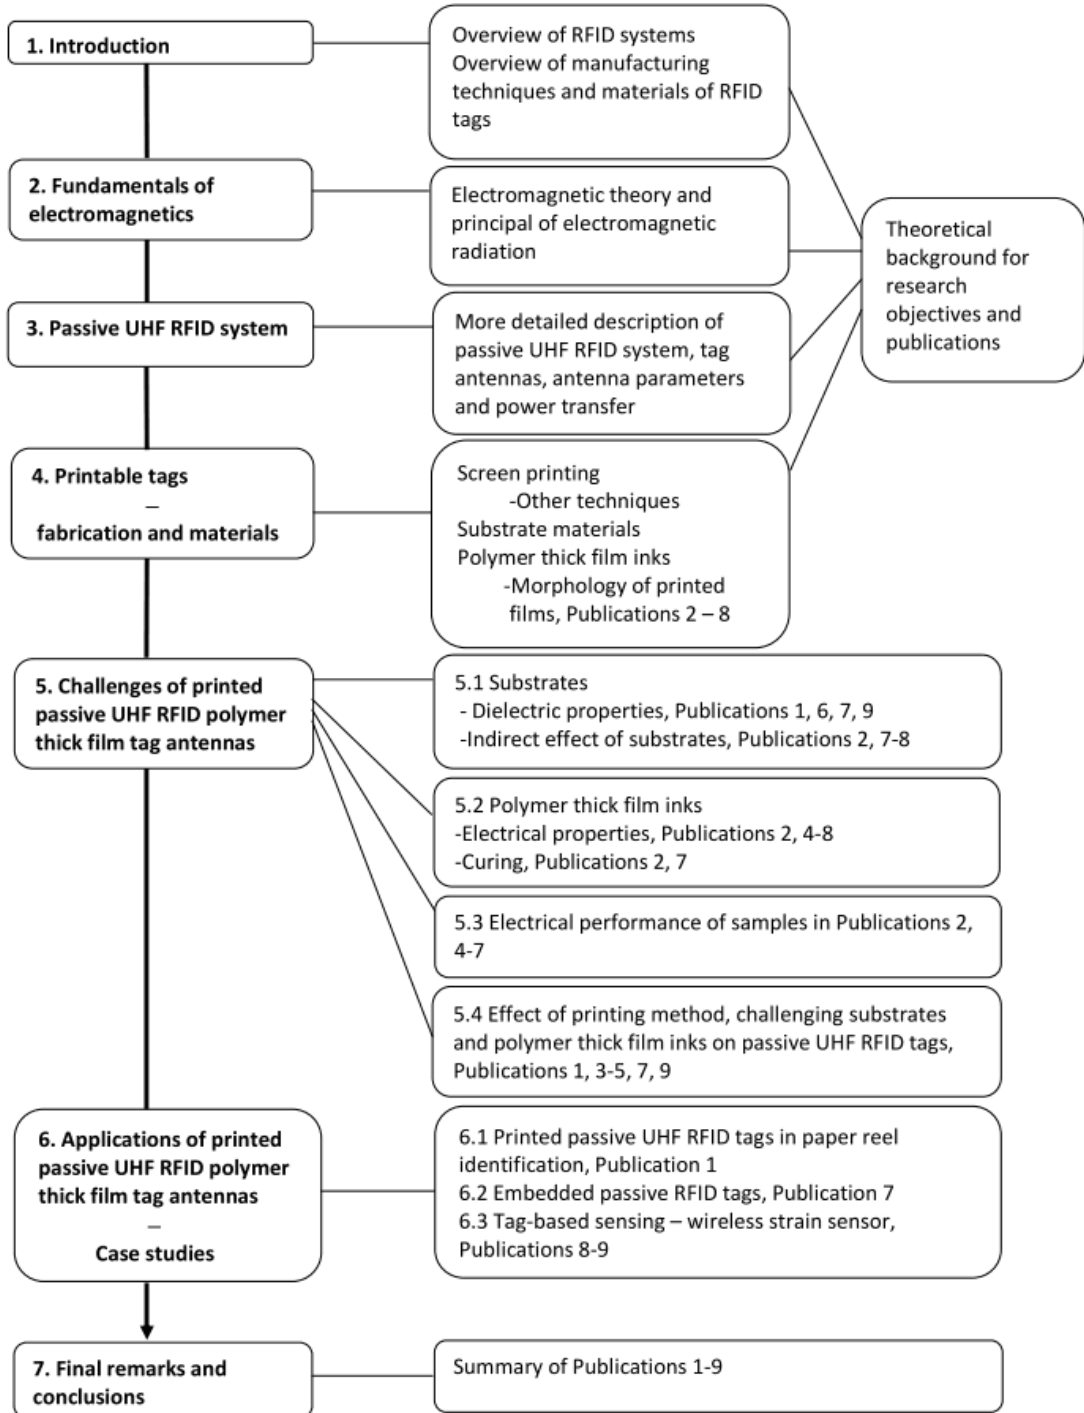 1. Introduction
Overview of RFID systems
Overview of manufacturing
techniques and materials of RFID
tags
2. Fundamentals of
electromagnetics
Electromagnetic theory and
principal of electromagnetic
radiation
Theoretical
background for
research
objectives and
publications
3. Passive UHF RFID system
More detailed description of
passive UHF RFID system, tag
antennas, antenna parameters
and power transfer
4. Printable tags
–
fabrication and materials
Screen printing
-Other techniques
Substrate materials
Polymer thick film inks
-Morphology of printed
films, Publications 2 – 8
5. Challenges of printed
passive UHF RFID polymer
thick film tag antennas
5.1 Substrates
- Dielectric properties, Publications 1, 6, 7, 9
-Indirect effect of substrates, Publications 2, 7-8
5.2 Polymer thick film inks
-Electrical properties, Publications 2, 4-8
-Curing, Publications 2, 7
5.3 Electrical performance of samples in Publications 2,
4-7
5.4 Effect of printing method, challenging substrates
and polymer thick film inks on passive UHF RFID tags,
Publications 1, 3-5, 7, 9
6. Applications of printed
passive UHF RFID polymer
thick film tag antennas
–
Case studies
6.1 Printed passive UHF RFID tags in paper reel
identification, Publication 1
6.2 Embedded passive RFID tags, Publication 7
6.3 Tag-based sensing – wireless strain sensor,
Publications 8-9
7. Final remarks and
conclusions
Summary of Publications 1-9